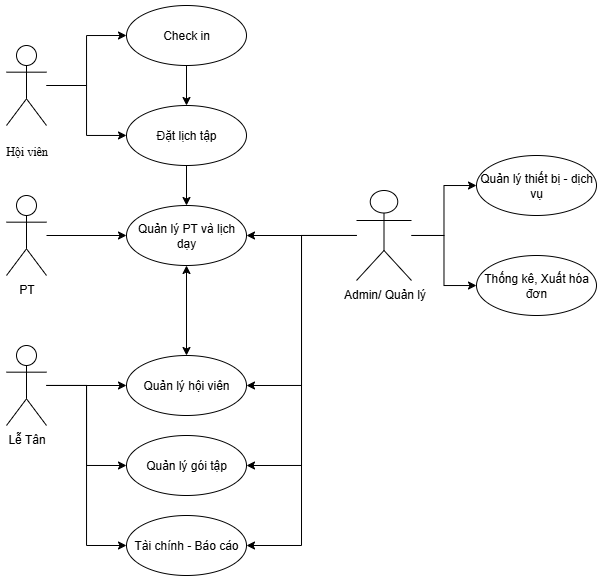 Check in
Hội viên
Đặt lịch tập
Quản lý thiết bị - dịch
vụ
Quản lý PT và lịch
dạy
PT
Admin/ Quản lý
Thống kê, Xuất hóa
đơn
Quản lý hội viên
Lễ Tân
Quản lý gói tập
Tài chính - Báo cáo